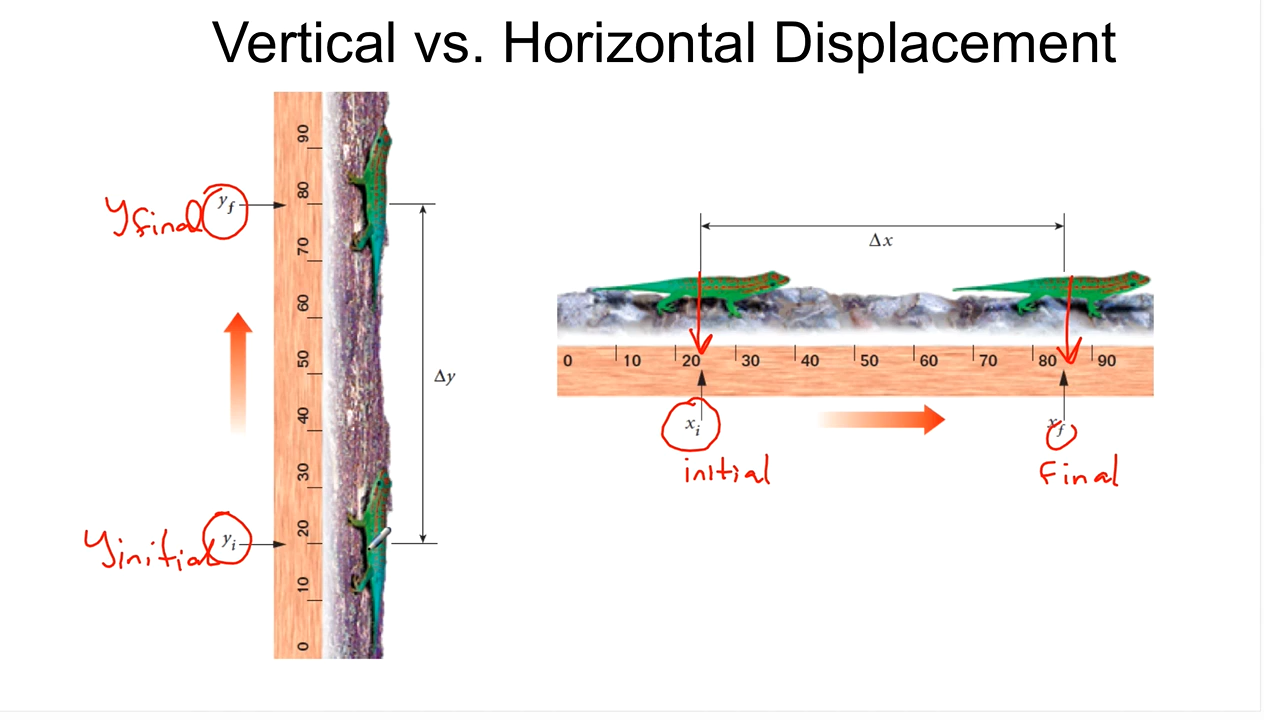 Vertical vs. Horizontal Displacement
90
80
70
60
50
40
30
20
10
0
yfinal
yf
yinitial
yi
Δy
Δx
0 10 20 30 40 50 60 70 80 90
xi
xf
initial
Final